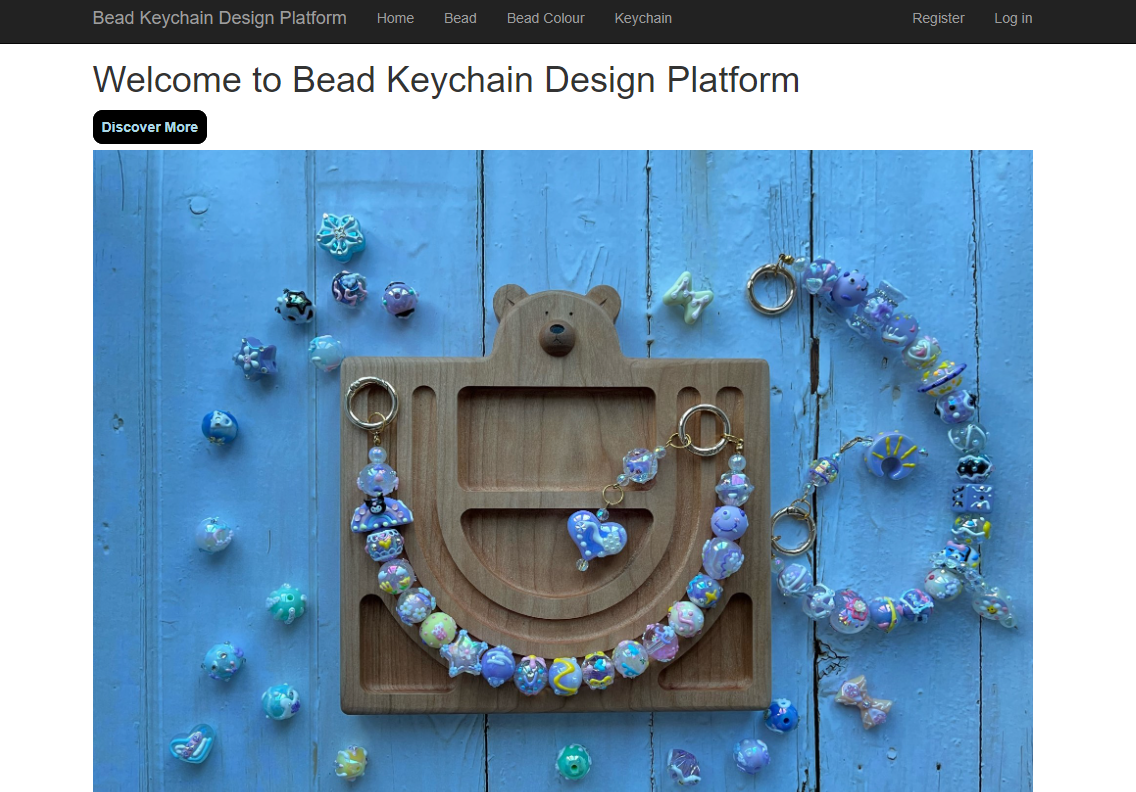 Bead Keychain Design Platform Home Bead Bead Colour Keychain Register Log in
Welcome to Bead Keychain Design Platform
Discover More